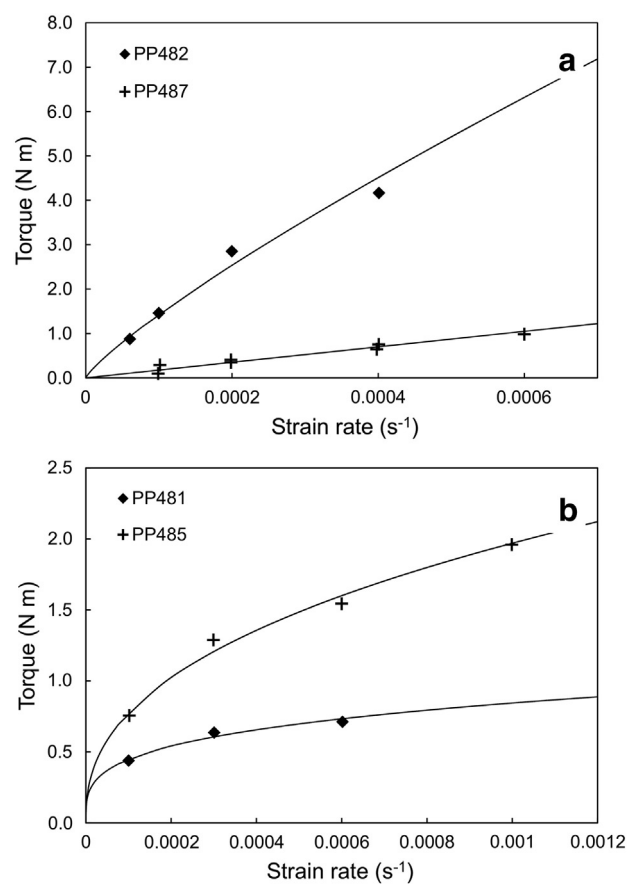 8.0
7.0
6.0
5.0
4.0
3.0
2.0
1.0
0.0
Torque (N m)
PP482
PP487
a
0
0.0002
0.0004
0.0006
Strain rate (s⁻¹)
2.5
2.0
1.5
1.0
0.5
0.0
Torque (N m)
PP481
PP485
b
0
0.0002
0.0004
0.0006
0.0008
0.001
0.0012
Strain rate (s⁻¹)